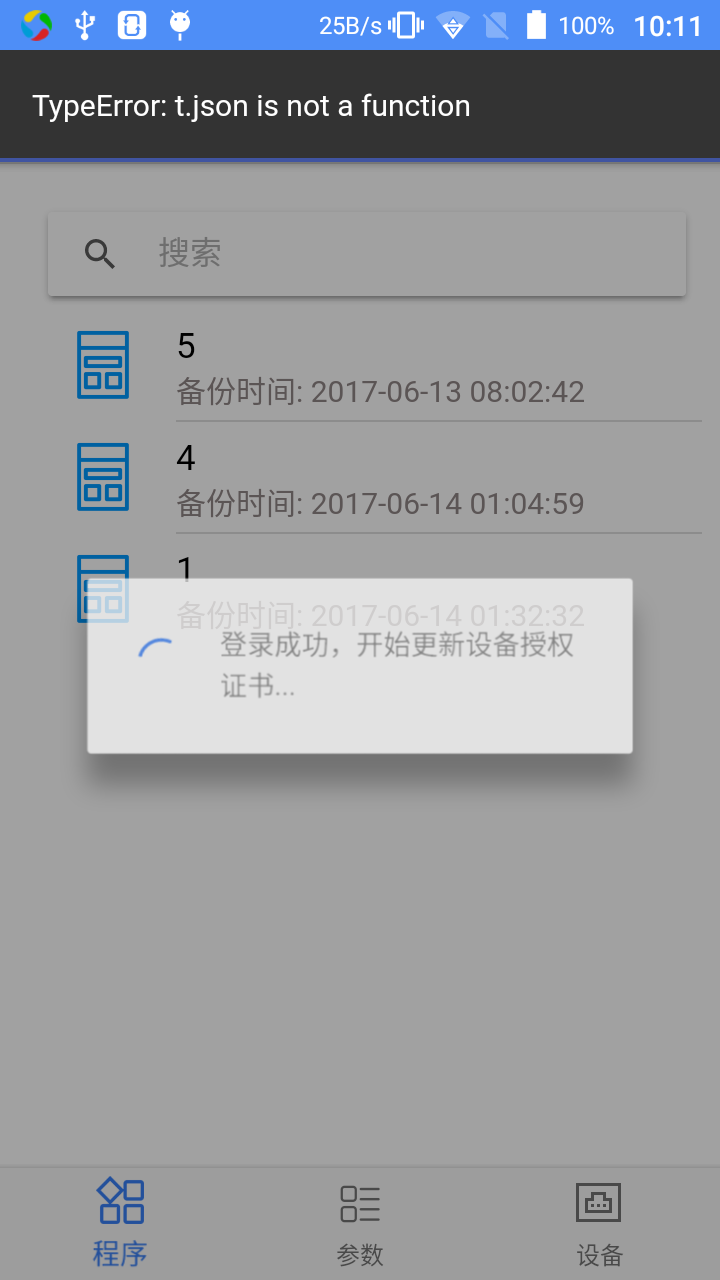 25B/s 100% 10:11
TypeError: t.json is not a function
搜索
5
备份时间: 2017-06-13 08:02:42
4
备份时间: 2017-06-14 01:04:59
1
备份时间: 2017-06-14 01:32:32
登录成功，开始更新设备授权
证书...
程序 参数 设备